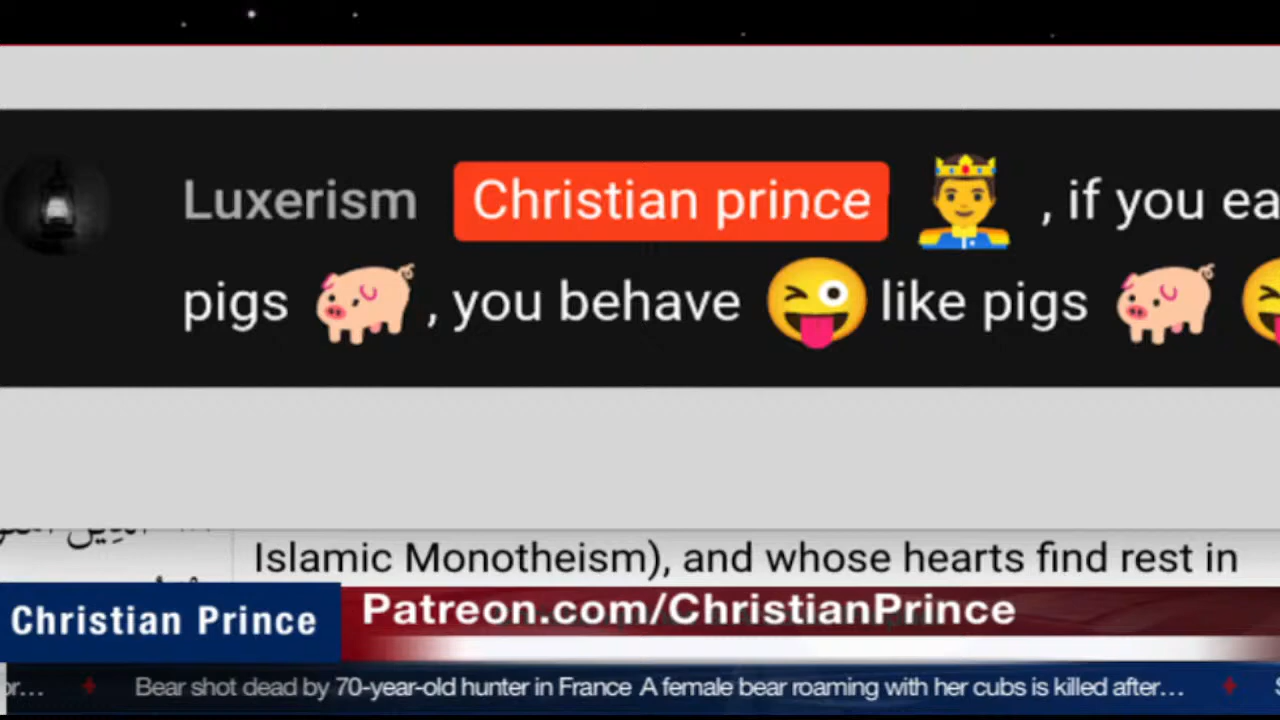 Luxerism Christian prince 🤴 , if you ea
pigs 🐖 , you behave 😜 like pigs 🐖 😜
Islamic Monotheism), and whose hearts find rest in
Christian Prince
Patreon.com/ChristianPrince
or… Bear shot dead by 70-year-old hunter in France A female bear roaming with her cubs is killed after… S